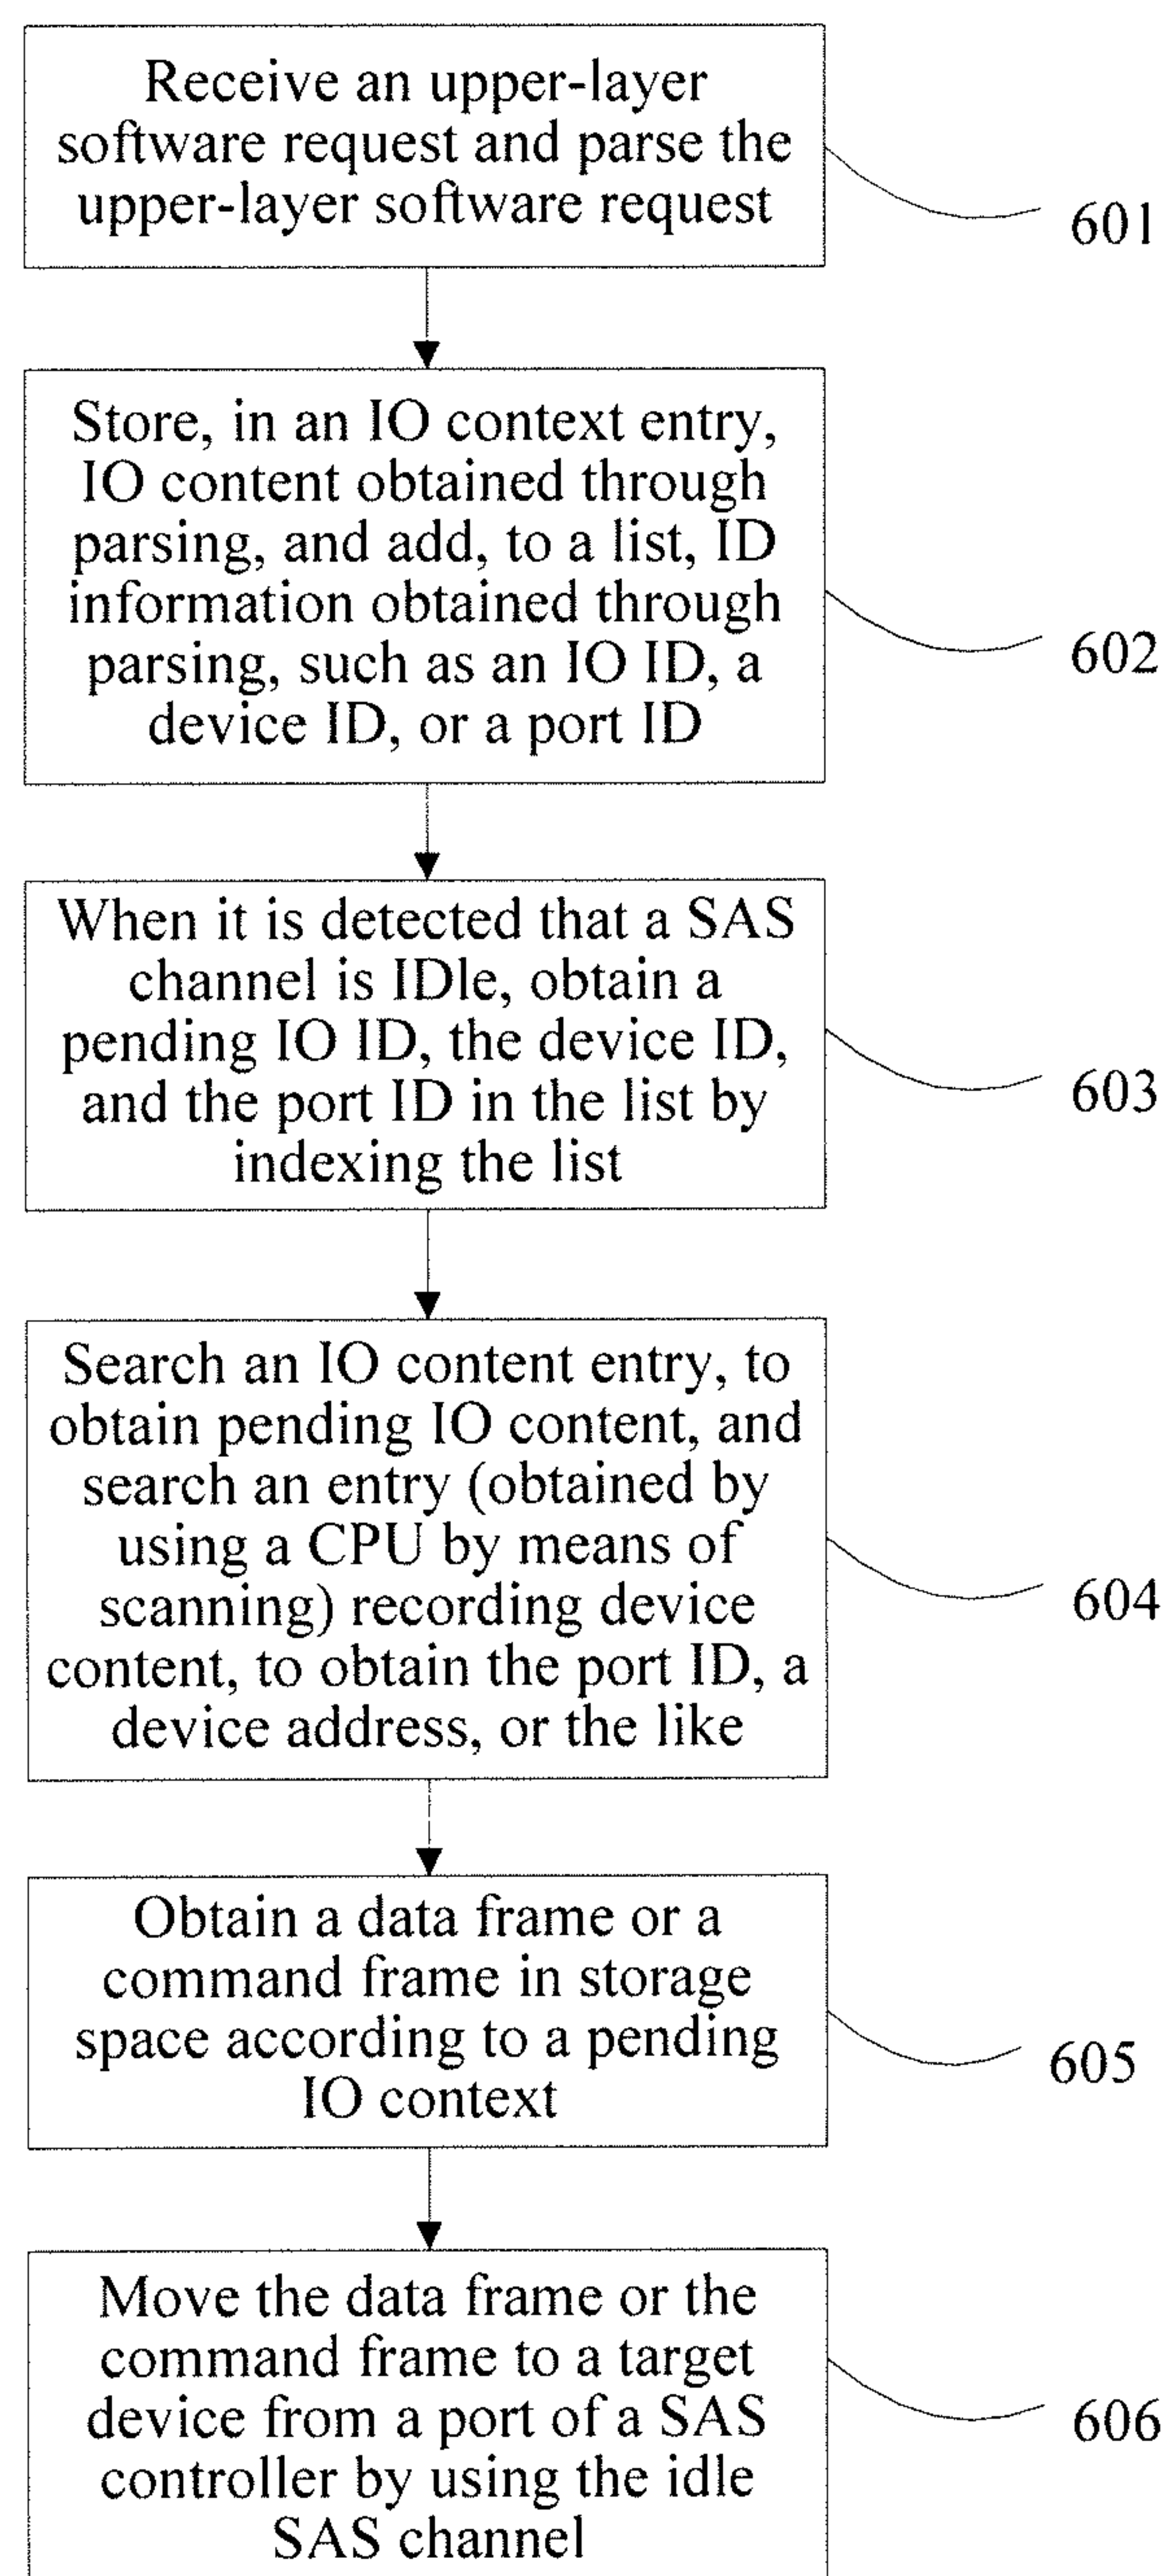 Receive an upper-layer
software request and parse the
upper-layer software request
601
Store, in an IO context entry,
IO content obtained through
parsing, and add, to a list, ID
information obtained through
parsing, such as an IO ID, a
device ID, or a port ID
602
When it is detected that a SAS
channel is IDle, obtain a
pending IO ID, the device ID,
and the port ID in the list by
indexing the list
603
Search an IO content entry, to
obtain pending IO content, and
search an entry (obtained by
using a CPU by means of
scanning) recording device
content, to obtain the port ID, a
device address, or the like
604
Obtain a data frame or a
command frame in storage
space according to a pending
IO context
605
Move the data frame or the
command frame to a target
device from a port of a SAS
controller by using the idle
SAS channel
606